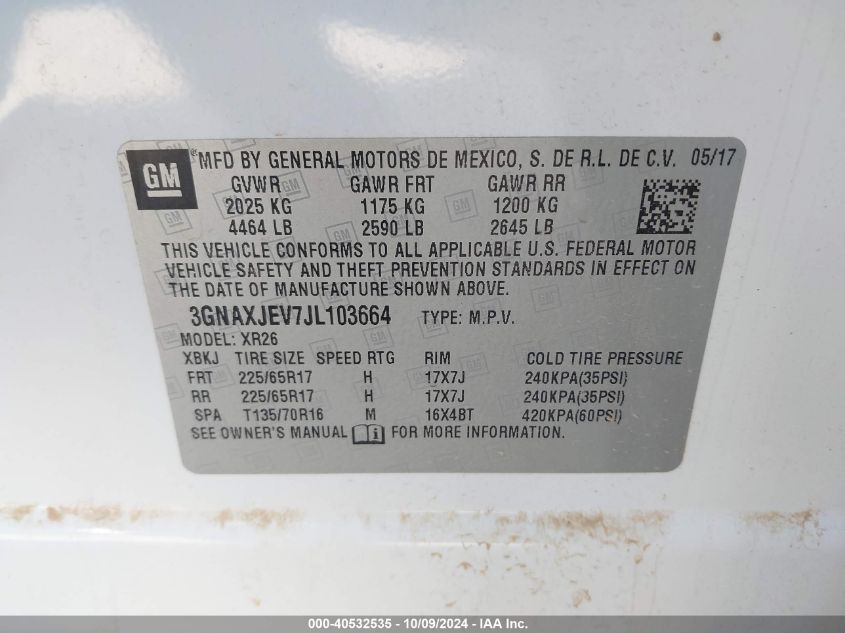 GM
MFD BY GENERAL MOTORS DE MEXICO, S. DE R.L. DE C.V. 05/17
GVWR GAWR FRT GAWR RR
2025 KG 1175 KG 1200 KG
4464 LB 2590 LB 2645 LB
THIS VEHICLE CONFORMS TO ALL APPLICABLE U.S. FEDERAL MOTOR
VEHICLE SAFETY AND THEFT PREVENTION STANDARDS IN EFFECT ON
THE DATE OF MANUFACTURE SHOWN ABOVE.
3GNAXJEV7JL103664 TYPE: M.P.V.
MODEL: XR26
XBKJ TIRE SIZE SPEED RTG RIM COLD TIRE PRESSURE
FRT 225/65R17 H 17X7J 240KPA(35PSI)
RR 225/65R17 H 17X7J 240KPA(35PSI)
SPA T135/70R16 M 16X4BT 420KPA(60PSI)
SEE OWNER'S MANUAL FOR MORE INFORMATION.
000-40532535 - 10/09/2024 - IAA Inc.